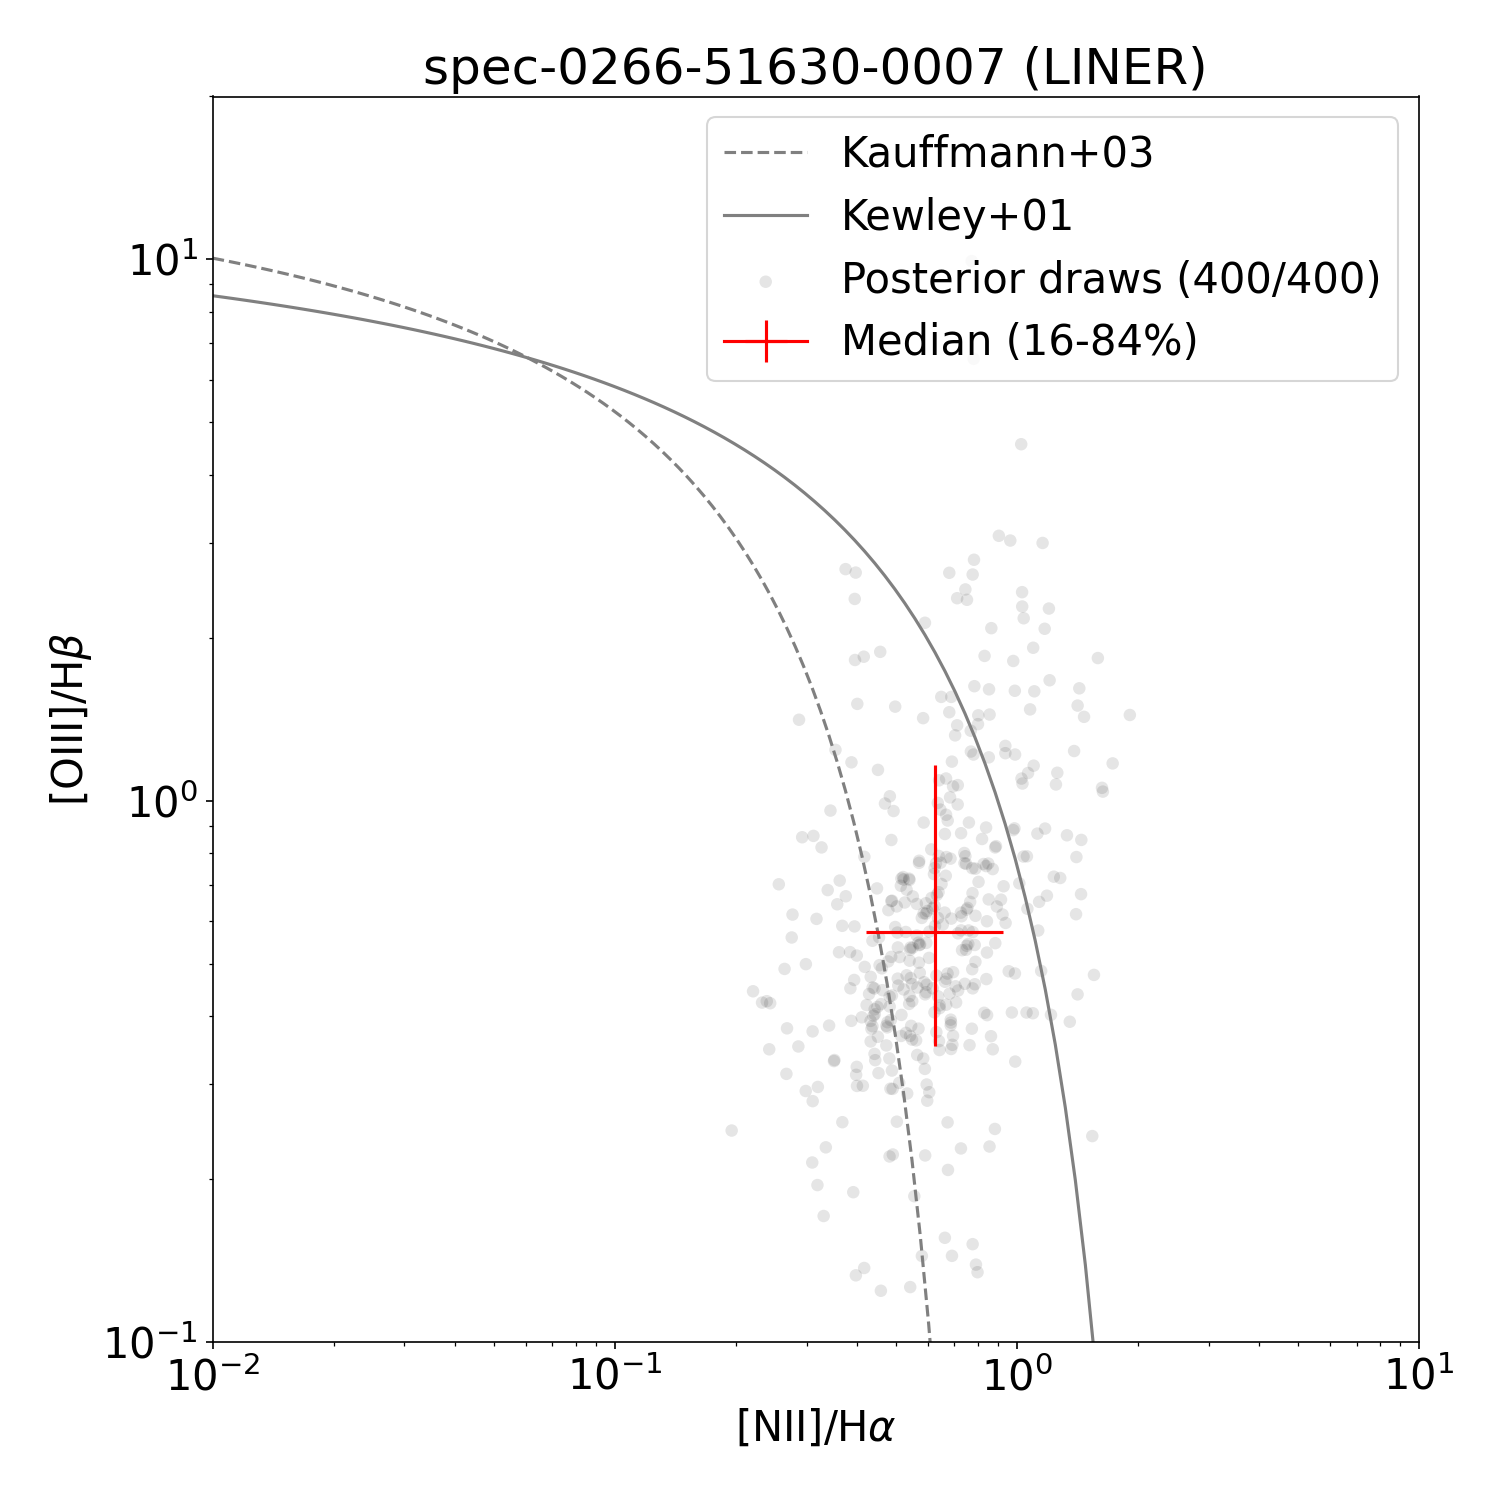 spec-0266-51630-0007 (LINER)
Kauffmann+03
Kewley+01
Posterior draws (400/400)
Median (16-84%)
10¹
10⁰
10⁻¹
[OIII]/Hβ
10⁻²
10⁻¹
10⁰
10¹
[NII]/Hα